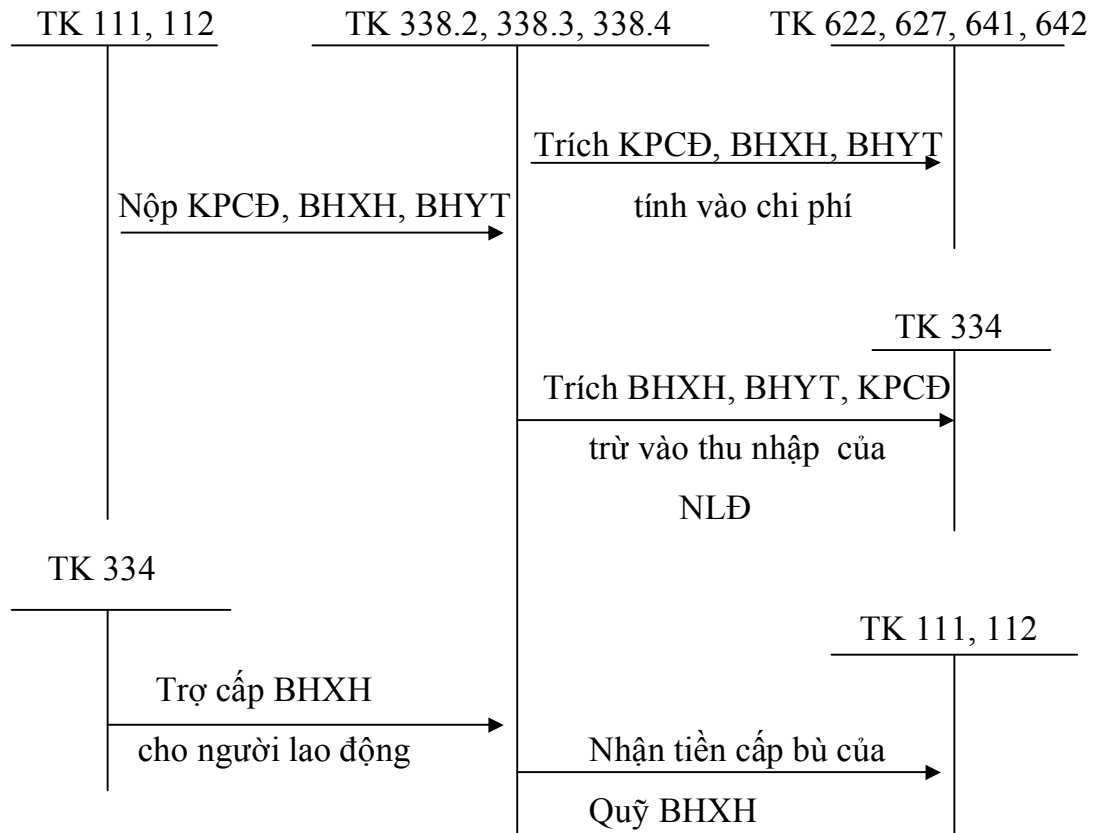 TK 111, 112
TK 338.2, 338.3, 338.4
TK 622, 627, 641, 642
Trích KPCĐ, BHXH, BHYT
tính vào chi phí
Nộp KPCĐ, BHXH, BHYT
TK 334
Trích BHXH, BHYT, KPCĐ
trừ vào thu nhập của
NLĐ
TK 334
TK 111, 112
Trợ cấp BHXH
cho người lao động
Nhận tiền cấp bù của
Quỹ BHXH